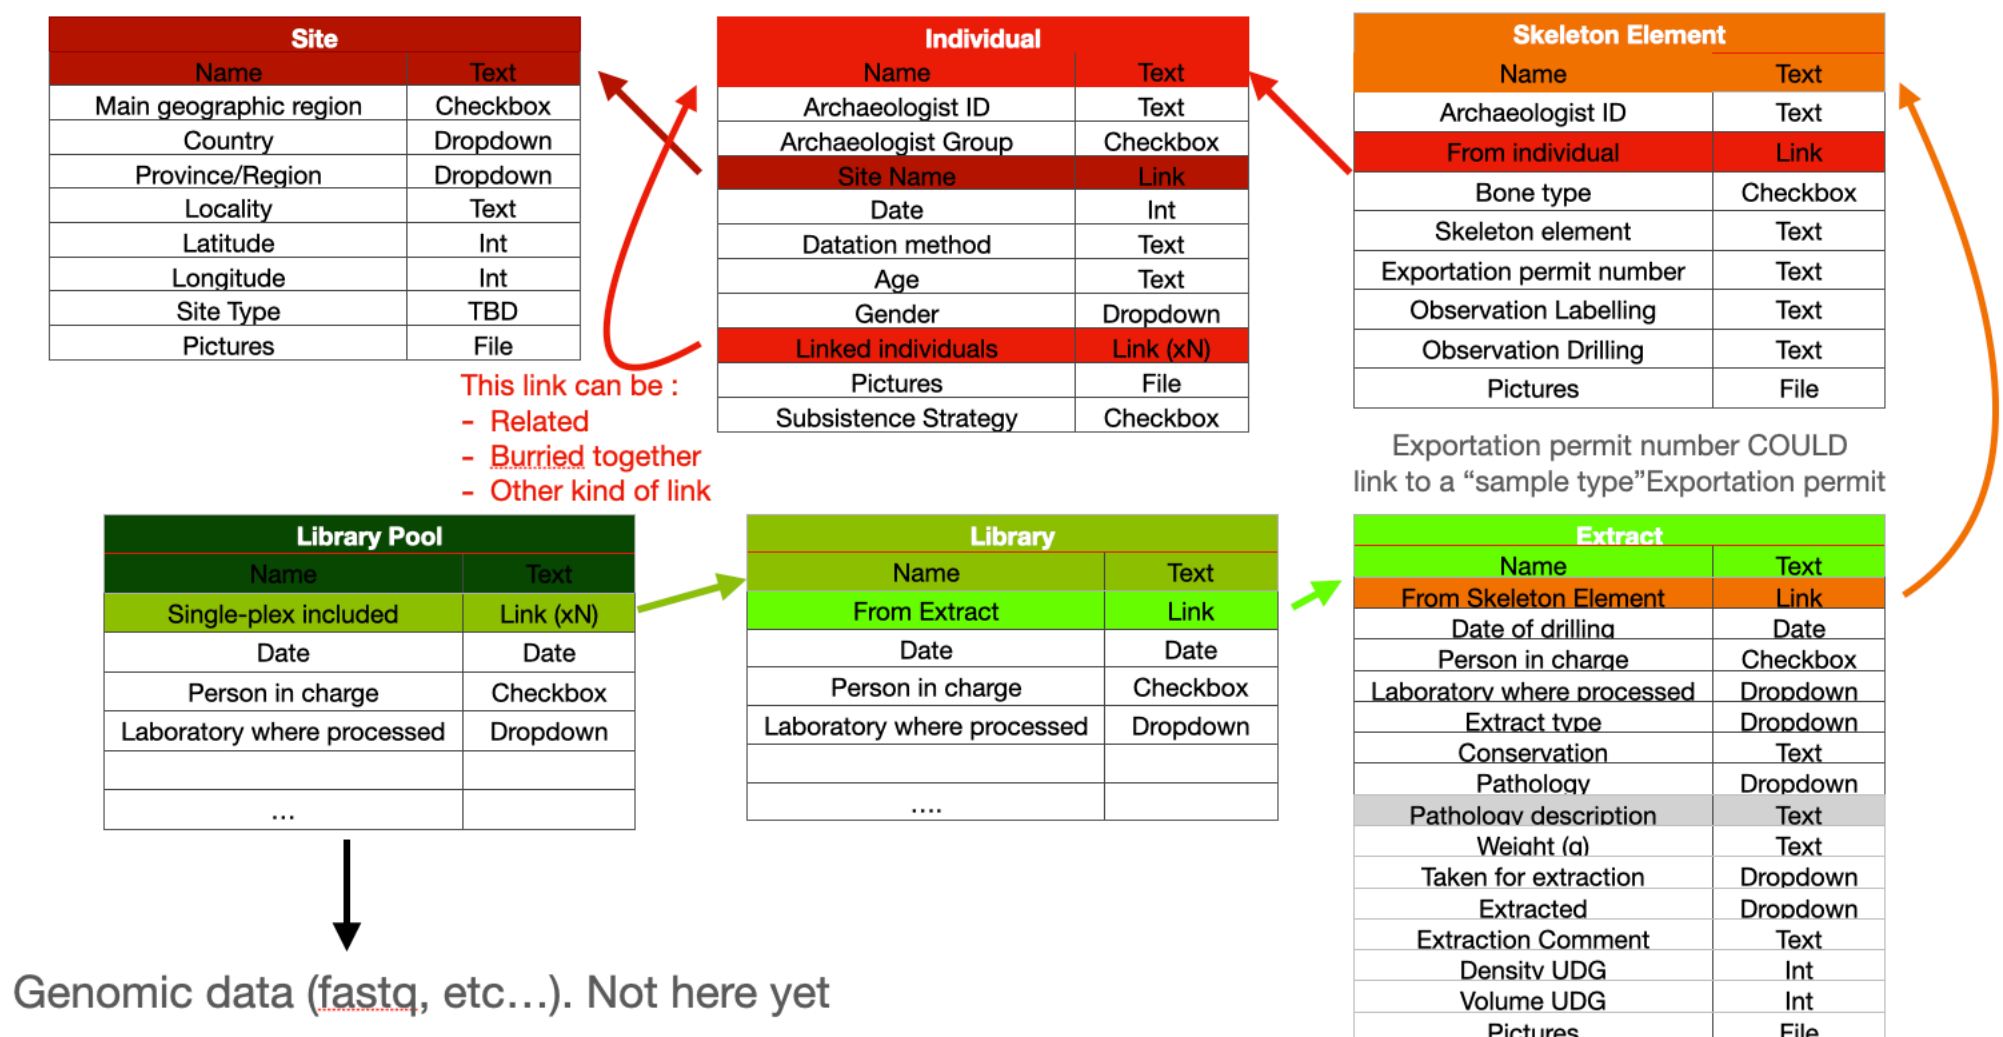 Site
Name Text
Main geographic region Checkbox
Country Dropdown
Province/Region Dropdown
Locality Text
Latitude Int
Longitude Int
Site Type TBD
Pictures File
Individual
Name Text
Archaeologist ID Text
Archaeologist Group Checkbox
Site Name Link
Date Int
Datation method Text
Age Text
Gender Dropdown
Linked individuals Link (xN)
Pictures File
Subsistence Strategy Checkbox
Skeleton Element
Name Text
Archaeologist ID Text
From individual Link
Bone type Checkbox
Skeleton element Text
Exportation permit number Text
Observation Labelling Text
Observation Drilling Text
Pictures File
This link can be :
- Related
- Burried together
- Other kind of link
Exportation permit number COULD
link to a “sample type”Exportation permit
Library Pool
Name Text
Single-plex included Link (xN)
Date Date
Person in charge Checkbox
Laboratory where processed Dropdown
...
Library
Name Text
From Extract Link
Date Date
Person in charge Checkbox
Laboratory where processed Dropdown
....
Extract
Name Text
From Skeleton Element Link
Date of drilling Date
Person in charge Checkbox
Laboratory where processed Dropdown
Extract type Dropdown
Conservation Text
Pathology Dropdown
Pathology description Text
Weight (g) Text
Taken for extraction Dropdown
Extracted Dropdown
Extraction Comment Text
Density UDG Int
Volume UDG Int
Pictures File
Genomic data (fastq, etc…). Not here yet